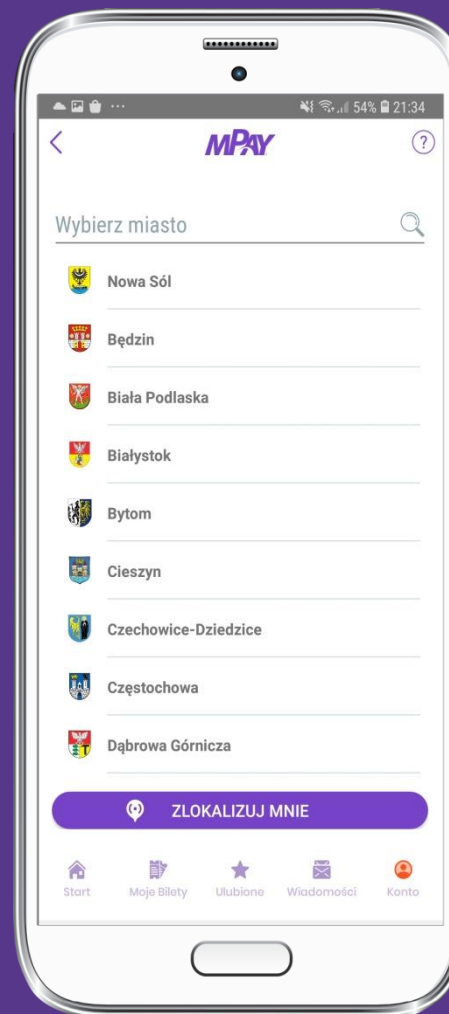 54% 21:34
mPAY
?
Wybierz miasto
Nowa Sól
Będzin
Biała Podlaska
Białystok
Bytom
Cieszyn
Czechowice-Dziedzice
Częstochowa
Dąbrowa Górnicza
ZLOKALIZUJ MNIE
Start Moje Bilety Ulubione Wiadomości Konto